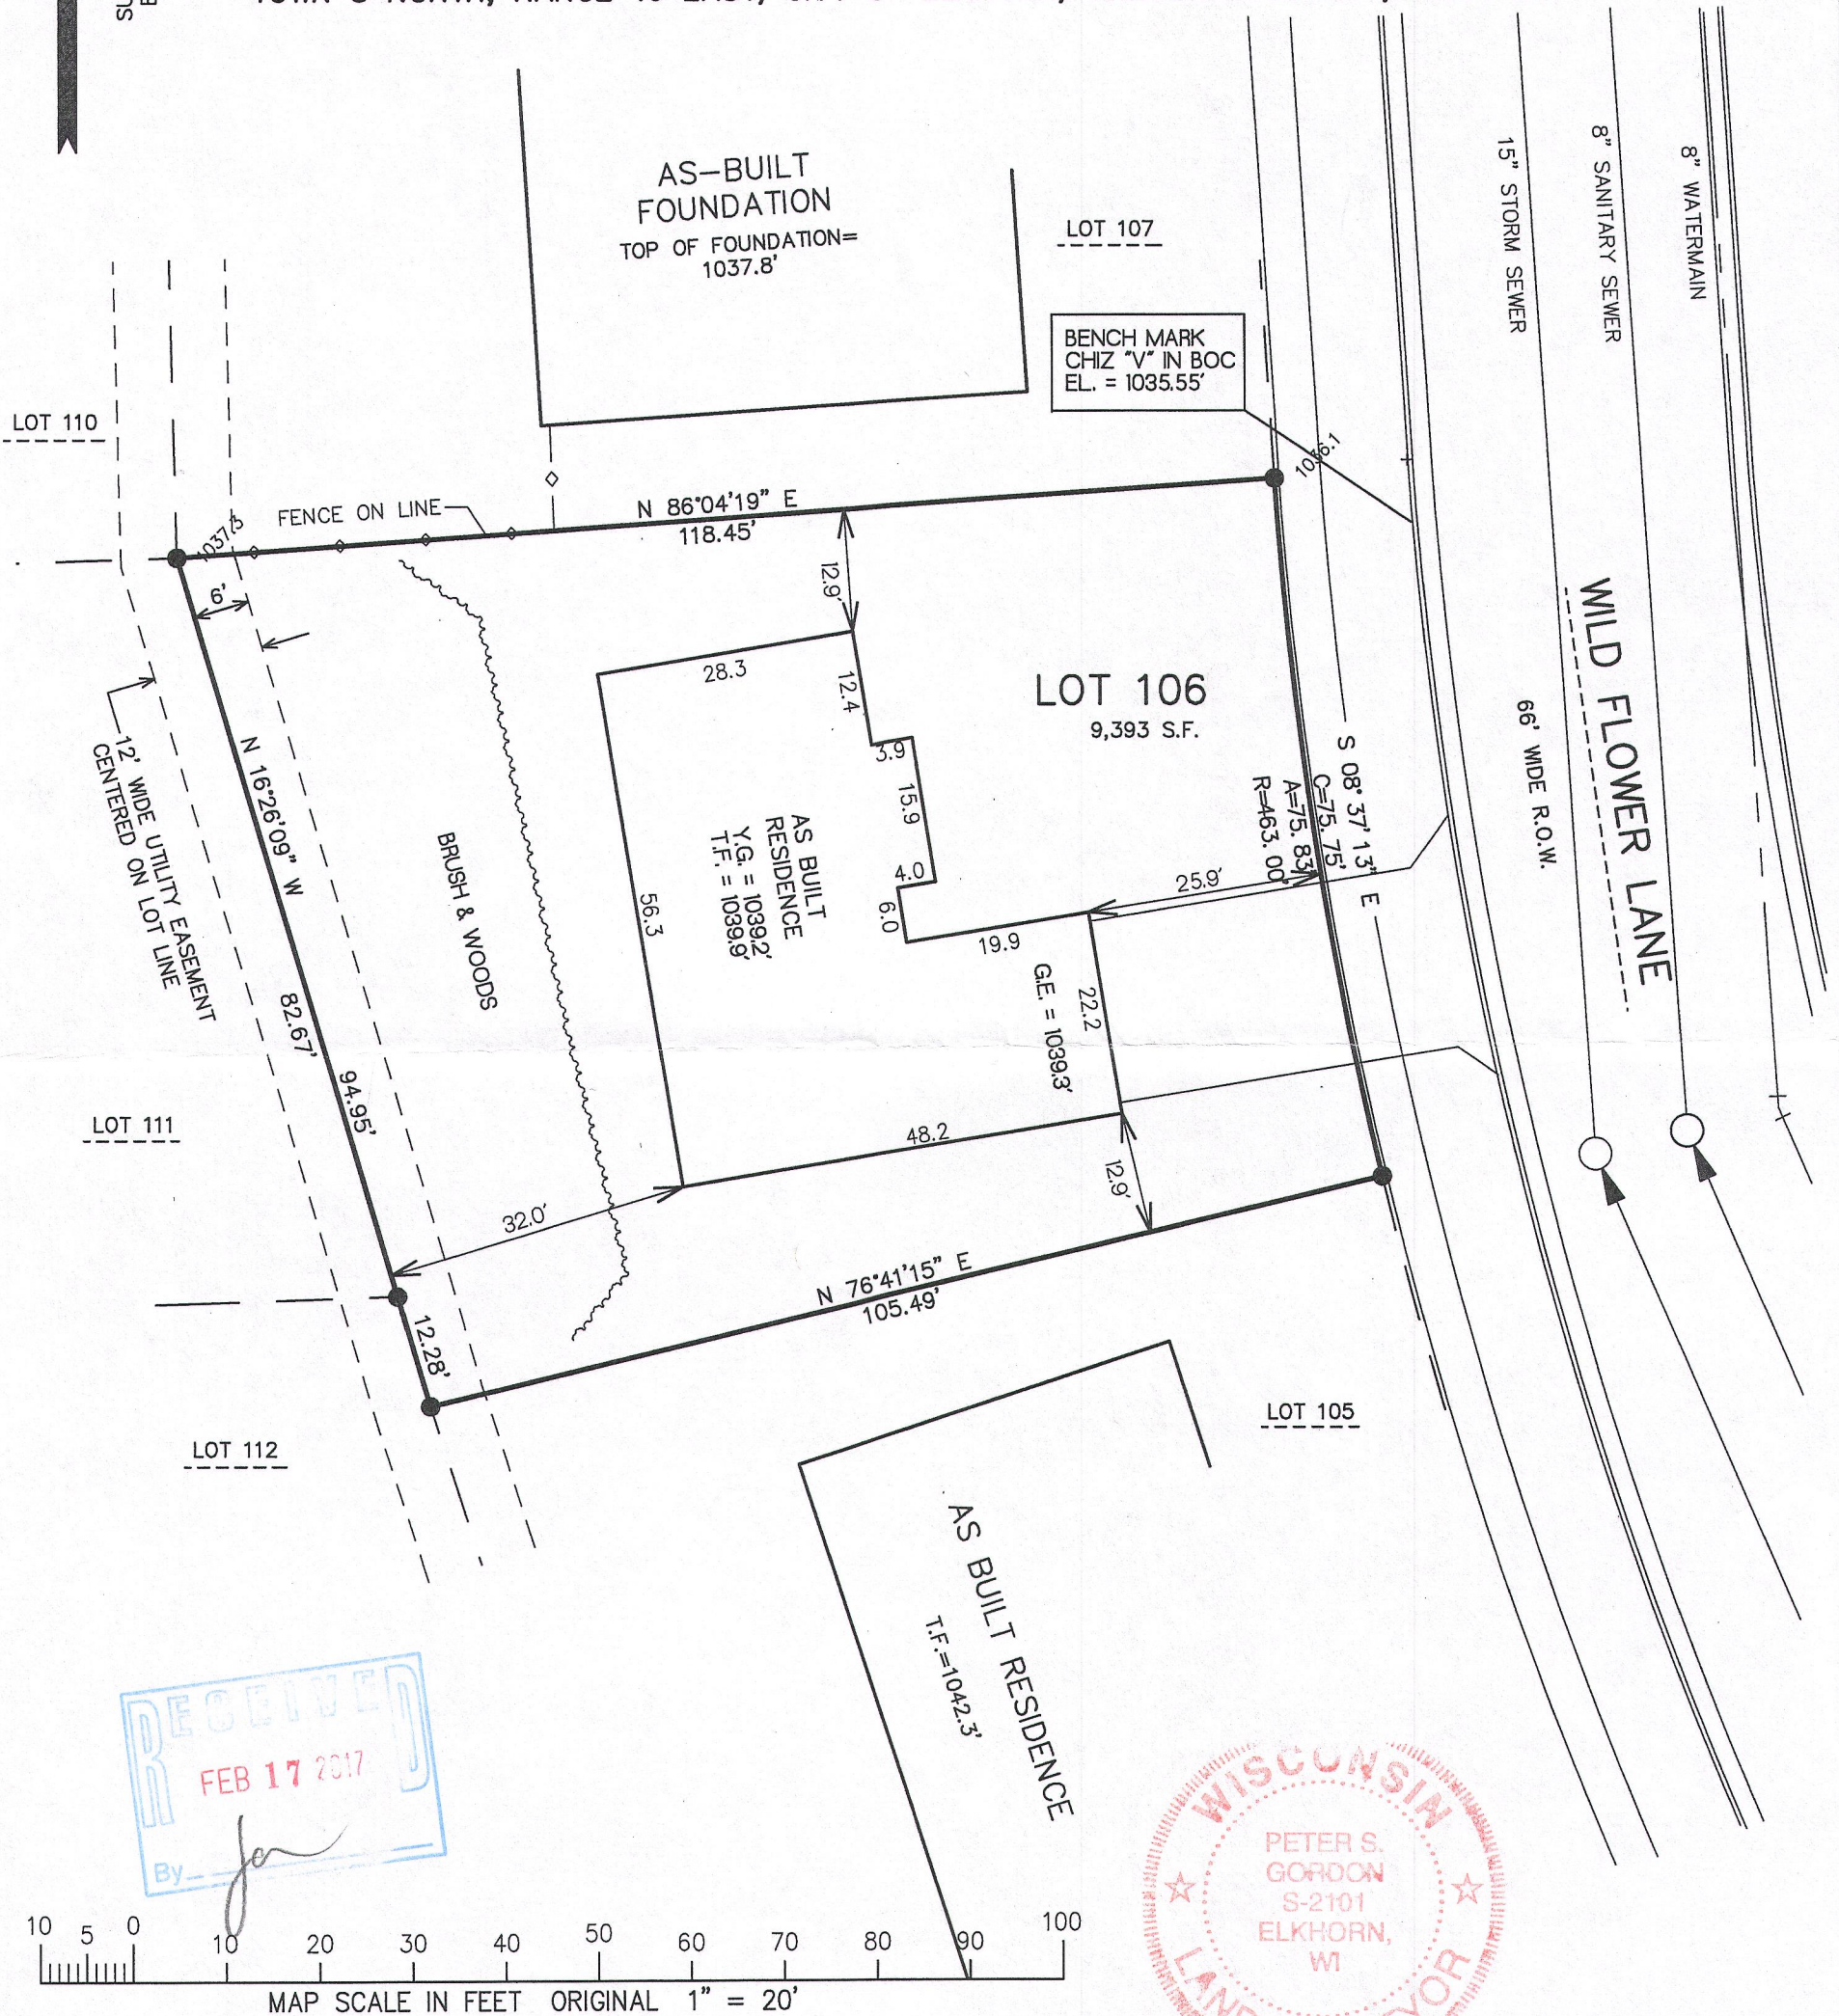 AS-BUILT
FOUNDATION
TOP OF FOUNDATION=
1037.8'
LOT 107
15" STORM SEWER
8" SANITARY SEWER
8" WATERMAIN
BENCH MARK
CHIZ "V" IN BOC
EL. = 1035.55'
LOT 110
1036.1
N 86°04'19" E
118.45'
FENCE ON LINE
1037.3
6'
12.9'
28.3
12.4
3.9
15.9
4.0
6.0
19.9
22.2
25.9'
56.3
48.2
12.9'
32.0'
LOT 106
9,393 S.F.
S 08° 37' 13" E
C=75. 75'
A=75. 83'
R=463. 00'
WILD FLOWER LANE
66' WIDE R.O.W.
AS BUILT
RESIDENCE
Y.G. = 1039.2'
T.F. = 1039.9'
G.E. = 1039.3'
BRUSH & WOODS
N 16°26'09" W
82.67'
94.95'
12' WIDE UTILITY EASEMENT
CENTERED ON LOT LINE
LOT 111
12.28'
N 76°41'15" E
105.49'
LOT 112
LOT 105
AS BUILT RESIDENCE
T.F.=1042.3'
RECEIVED
FEB 17 2017
By
WISCONSIN
PETER S.
GORDON
S-2101
ELKHORN,
WI
10 5 0 10 20 30 40 50 60 70 80 90 100
MAP SCALE IN FEET ORIGINAL 1" = 20'